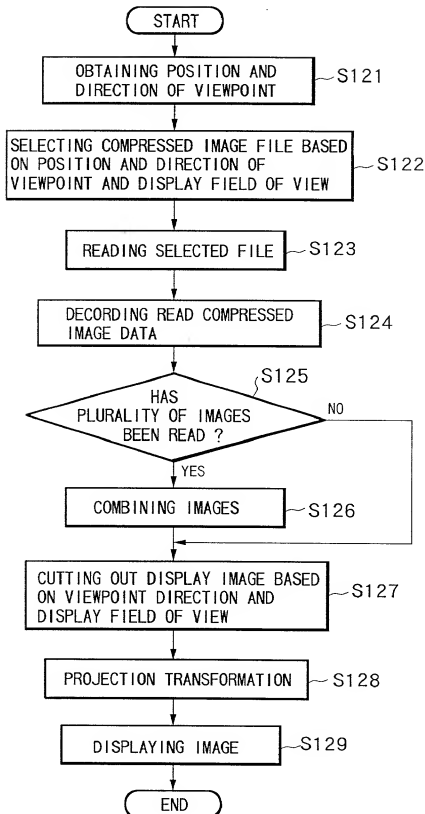 START
OBTAINING POSITION AND
DIRECTION OF VIEWPOINT
S121
SELECTING COMPRESSED IMAGE FILE BASED
ON POSITION AND DIRECTION OF
VIEWPOINT AND DISPLAY FIELD OF VIEW
S122
READING SELECTED FILE
S123
DECORDING READ COMPRESSED
IMAGE DATA
S124
S125
HAS
PLURALITY OF IMAGES
BEEN READ ?
NO
YES
COMBINING IMAGES
S126
CUTTING OUT DISPLAY IMAGE BASED
ON VIEWPOINT DIRECTION AND
DISPLAY FIELD OF VIEW
S127
PROJECTION TRANSFORMATION
S128
DISPLAYING IMAGE
S129
END